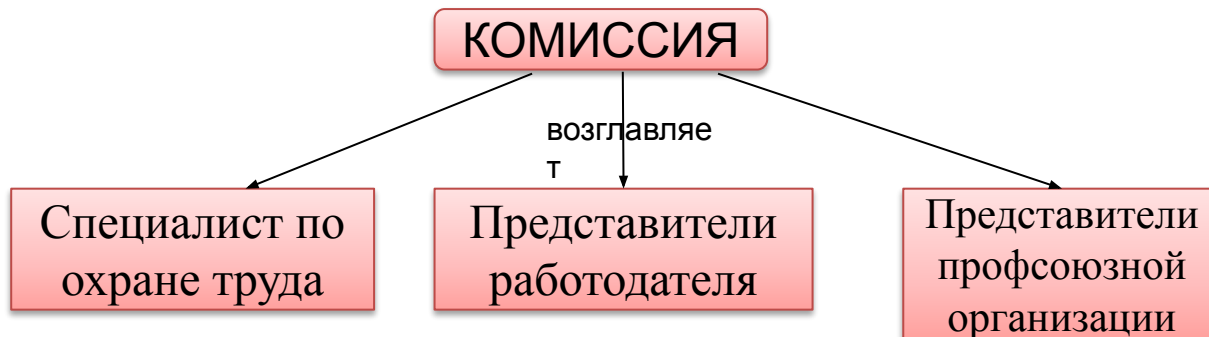 КОМИССИЯ
возглавляе
т
Специалист по
охране труда
Представители
работодателя
Представители
профсоюзной
организации